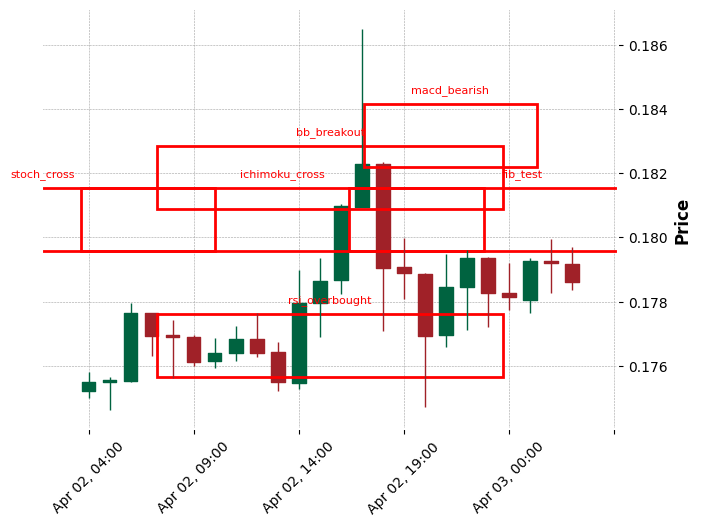 0.186
macd_bearish
0.184
bb_breakout
0.182
stoch_cross
ichimoku_cross
fib_test
0.180
Price
0.178
rsi_overbought
0.176
Apr 02, 04:00
Apr 02, 09:00
Apr 02, 14:00
Apr 02, 19:00
Apr 03, 00:00